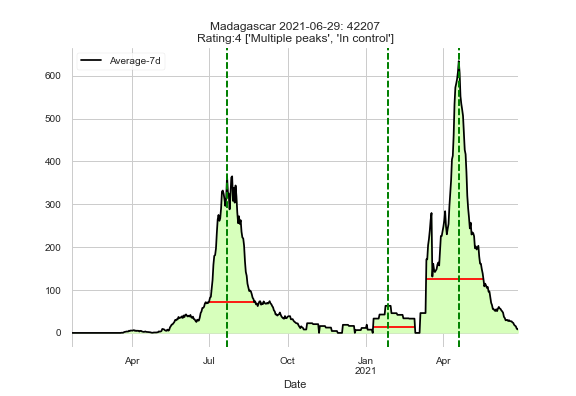 Madagascar 2021-06-29: 42207
Rating:4 ['Multiple peaks', 'In control']
Average-7d
600
500
400
300
200
100
0
Apr Jul Oct Jan Apr
2021
Date